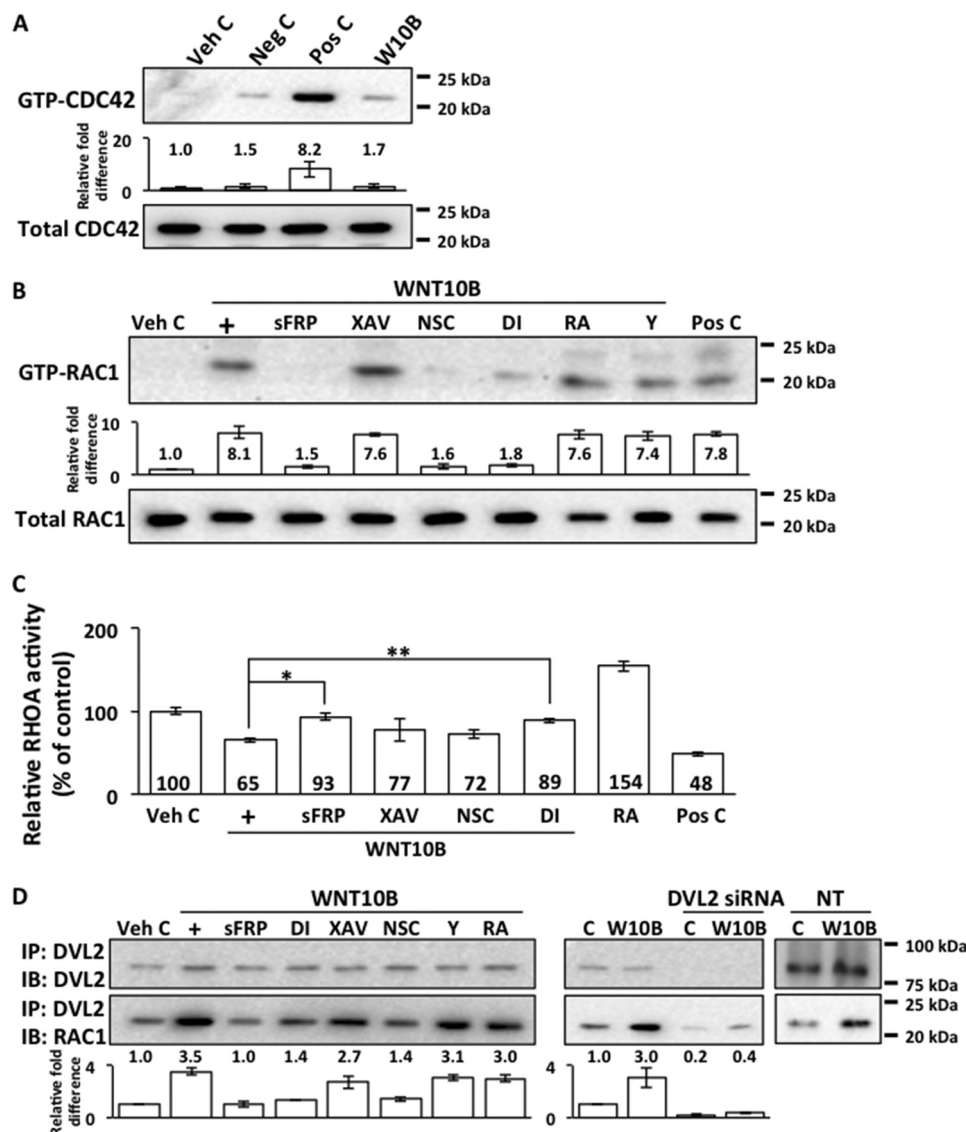 A
Veh C Neg C Pos C W10B
GTP-CDC42
25 kDa
20 kDa
Relative fold
difference
20
0
1.0 1.5 8.2 1.7
Total CDC42
25 kDa
20 kDa
B
WNT10B
Veh C + sFRP XAV NSC DI RA Y Pos C
GTP-RAC1
25 kDa
20 kDa
Relative fold
difference
10
0
1.0 8.1 1.5 7.6 1.6 1.8 7.6 7.4 7.8
Total RAC1
25 kDa
20 kDa
C
Relative RHOA activity
(% of control)
200
100
0
* **
100 65 93 77 72 89 154 48
Veh C + sFRP XAV NSC DI RA Pos C
WNT10B
D
WNT10B DVL2 siRNA NT
Veh C + sFRP DI XAV NSC Y RA C W10B C W10B C W10B
IP: DVL2
IB: DVL2
100 kDa
75 kDa
IP: DVL2
IB: RAC1
25 kDa
20 kDa
1.0 3.5 1.0 1.4 2.7 1.4 3.1 3.0 1.0 3.0 0.2 0.4
Relative fold
difference
4
0
4
0